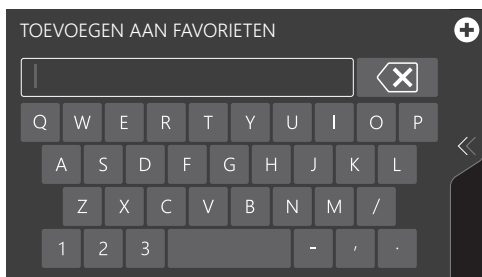 TOEVOEGEN AAN FAVORIETEN
Q W E R T Y U I O P
A S D F G H J K L
Z X C V B N M /
1 2 3 - , .